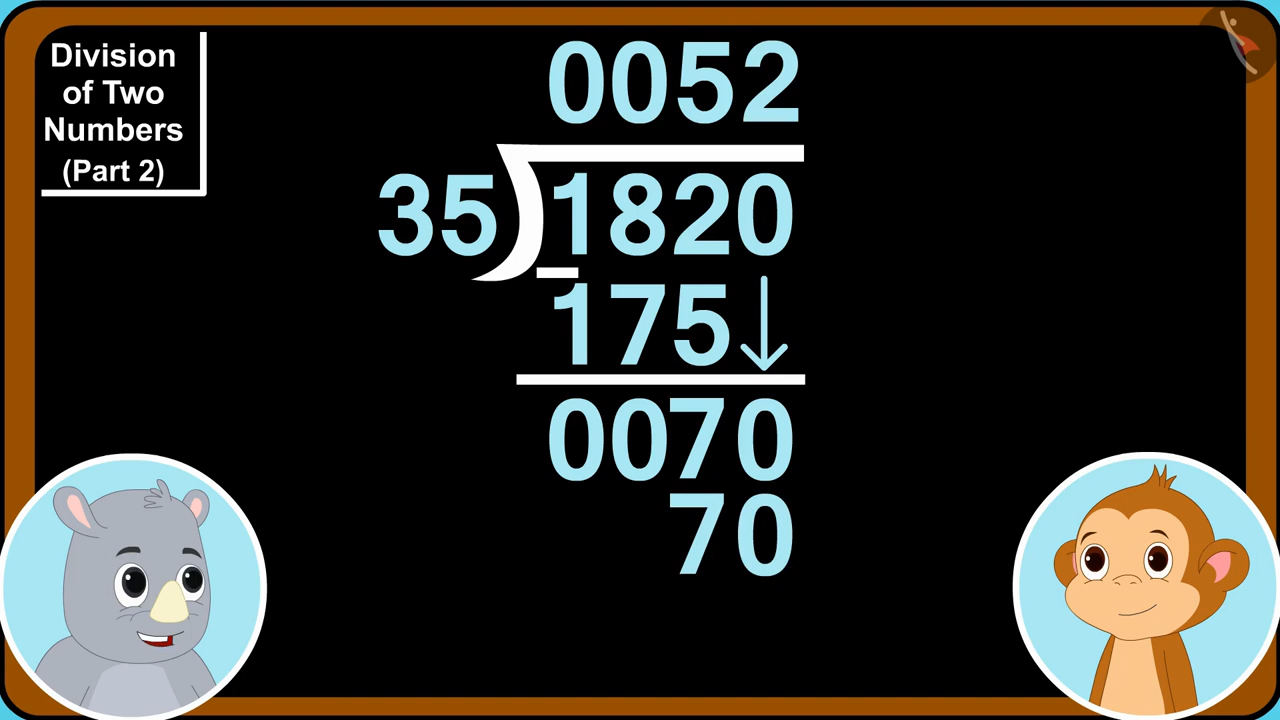 Division
of Two
Numbers
(Part 2)
0052
35)1820
175↓
0070
70